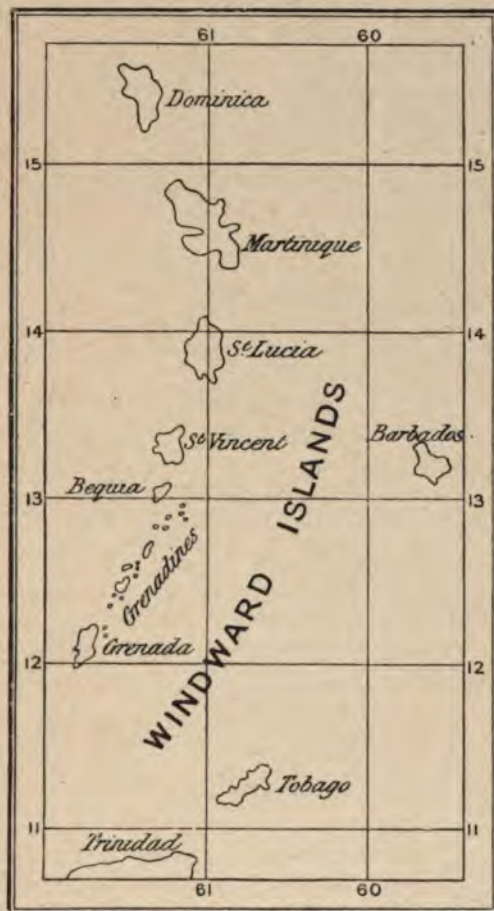 61 60
Dominica
15 15
Martinique
14 14
St. Lucia
St. Vincent
Barbados
Bequia
13 13
WINDWARD ISLANDS
Grenadines
Grenada
12 12
Tobago
11 11
Trinidad
61 60